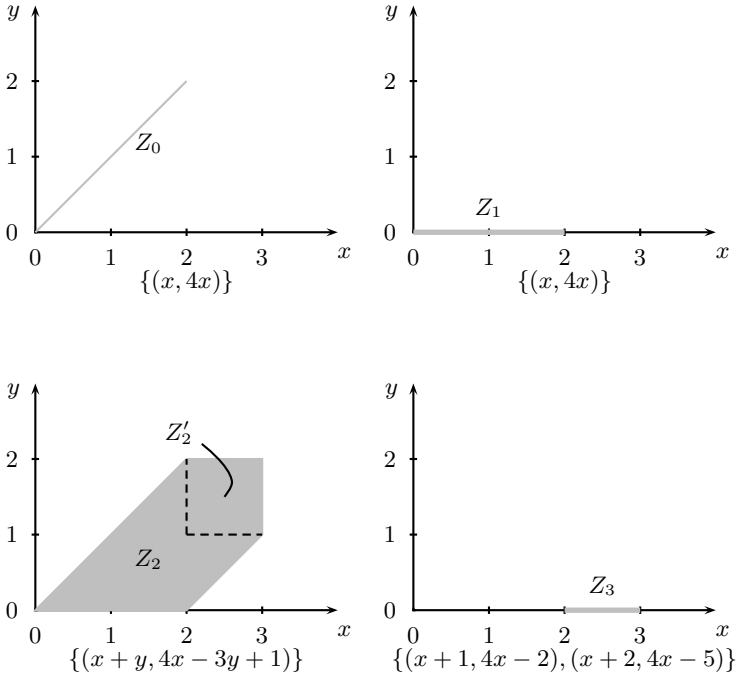 y
2
1
0
Z₀
0 1 2 3 x
{(x, 4x)}
y
2
1
0
Z₁
0 1 2 3 x
{(x, 4x)}
y
2
1
0
Z₂′
Z₂
0 1 2 3 x
{(x + y, 4x − 3y + 1)}
y
2
1
0
Z₃
0 1 2 3 x
{(x + 1, 4x − 2), (x + 2, 4x − 5)}